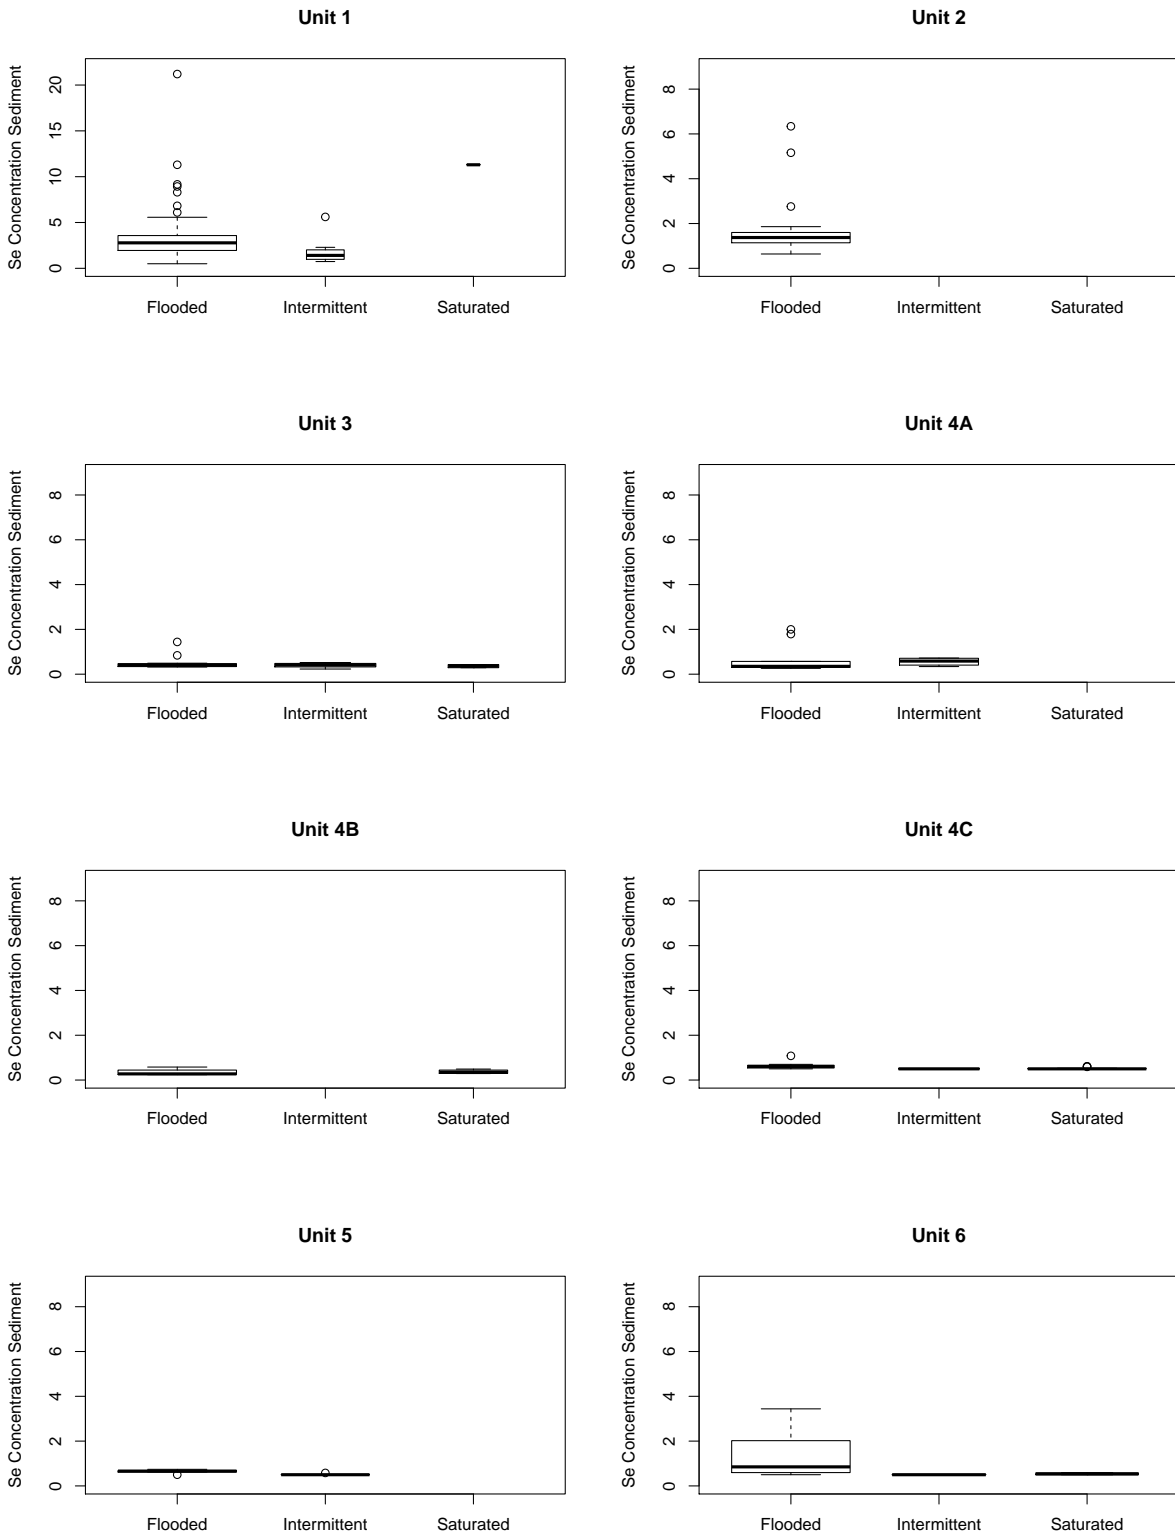 Unit 1
Se Concentration Sediment
20
15
10
5
0
Flooded Intermittent Saturated
Unit 2
Se Concentration Sediment
8
6
4
2
0
Flooded Intermittent Saturated
Unit 3
Se Concentration Sediment
8
6
4
2
0
Flooded Intermittent Saturated
Unit 4A
Se Concentration Sediment
8
6
4
2
0
Flooded Intermittent Saturated
Unit 4B
Se Concentration Sediment
8
6
4
2
0
Flooded Intermittent Saturated
Unit 4C
Se Concentration Sediment
8
6
4
2
0
Flooded Intermittent Saturated
Unit 5
Se Concentration Sediment
8
6
4
2
0
Flooded Intermittent Saturated
Unit 6
Se Concentration Sediment
8
6
4
2
0
Flooded Intermittent Saturated